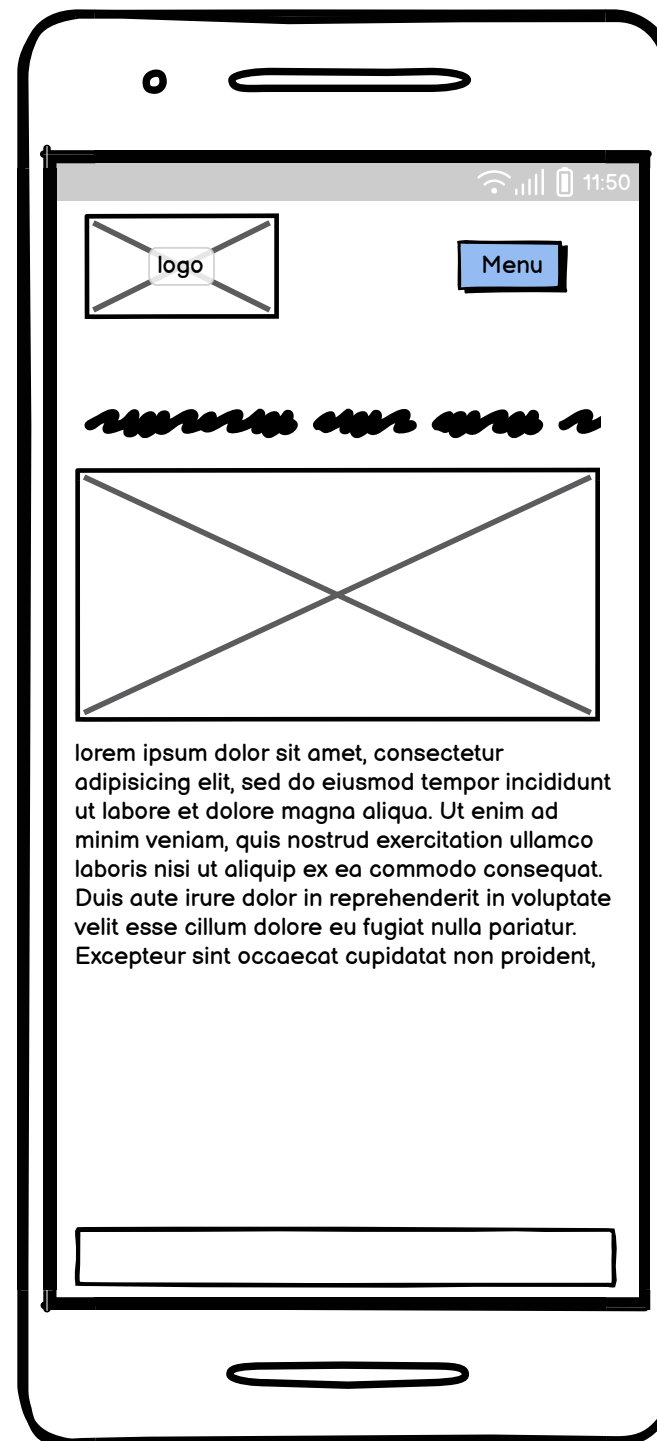 11:50
logo
Menu
lorem ipsum dolor sit amet, consectetur
adipisicing elit, sed do eiusmod tempor incididunt
ut labore et dolore magna aliqua. Ut enim ad
minim veniam, quis nostrud exercitation ullamco
laboris nisi ut aliquip ex ea commodo consequat.
Duis aute irure dolor in reprehenderit in voluptate
velit esse cillum dolore eu fugiat nulla pariatur.
Excepteur sint occaecat cupidatat non proident,